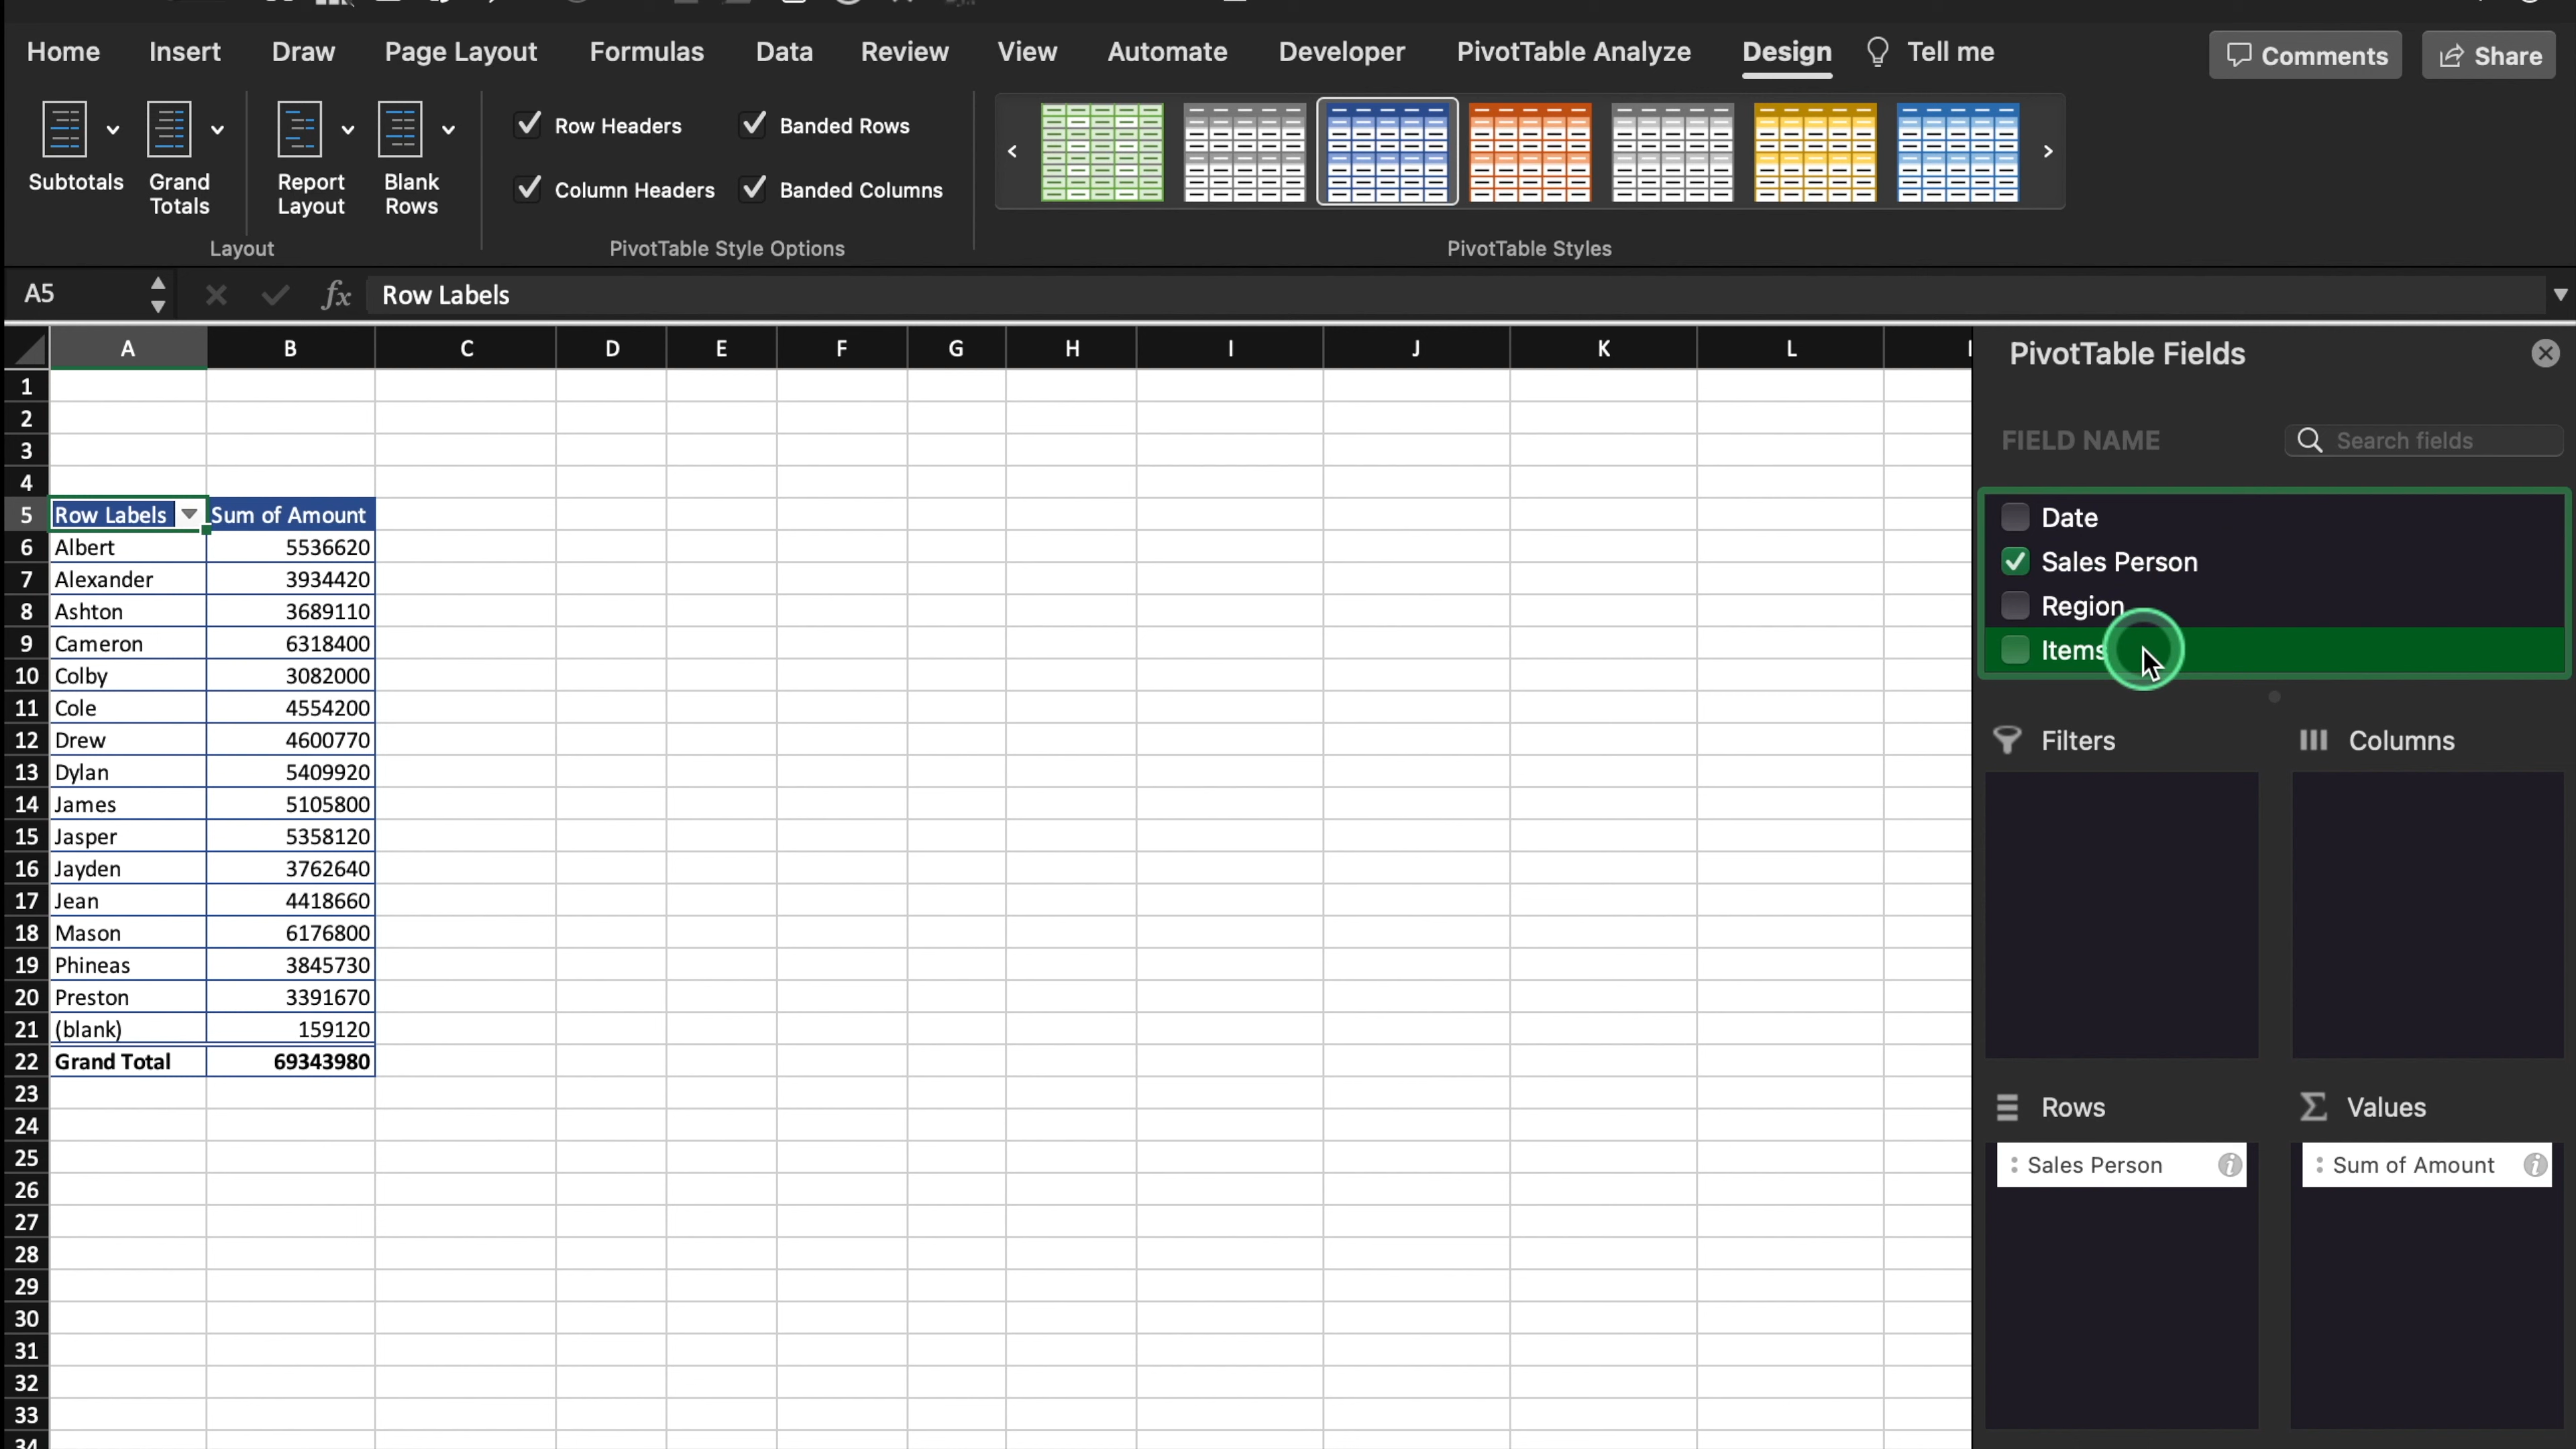 Home Insert Draw Page Layout Formulas Data Review View Automate Developer PivotTable Analyze Design Tell me Comments Share
Subtotals
Grand
Totals
Report
Layout
Blank
Rows
Layout
Row Headers
Banded Rows
Column Headers
Banded Columns
PivotTable Style Options
PivotTable Styles
A5 fx Row Labels
A B C D E F G H I J K L
1
2
3
4
5 Row Labels Sum of Amount
6 Albert 5536620
7 Alexander 3934420
8 Ashton 3689110
9 Cameron 6318400
10 Colby 3082000
11 Cole 4554200
12 Drew 4600770
13 Dylan 5409920
14 James 5105800
15 Jasper 5358120
16 Jayden 3762640
17 Jean 4418660
18 Mason 6176800
19 Phineas 3845730
20 Preston 3391670
21 (blank) 159120
22 Grand Total 69343980
23
24
25
26
27
28
29
30
31
32
33
34
PivotTable Fields
FIELD NAME Search fields
Date
Sales Person
Region
Items
Filters Columns
Rows Values
Sales Person Sum of Amount